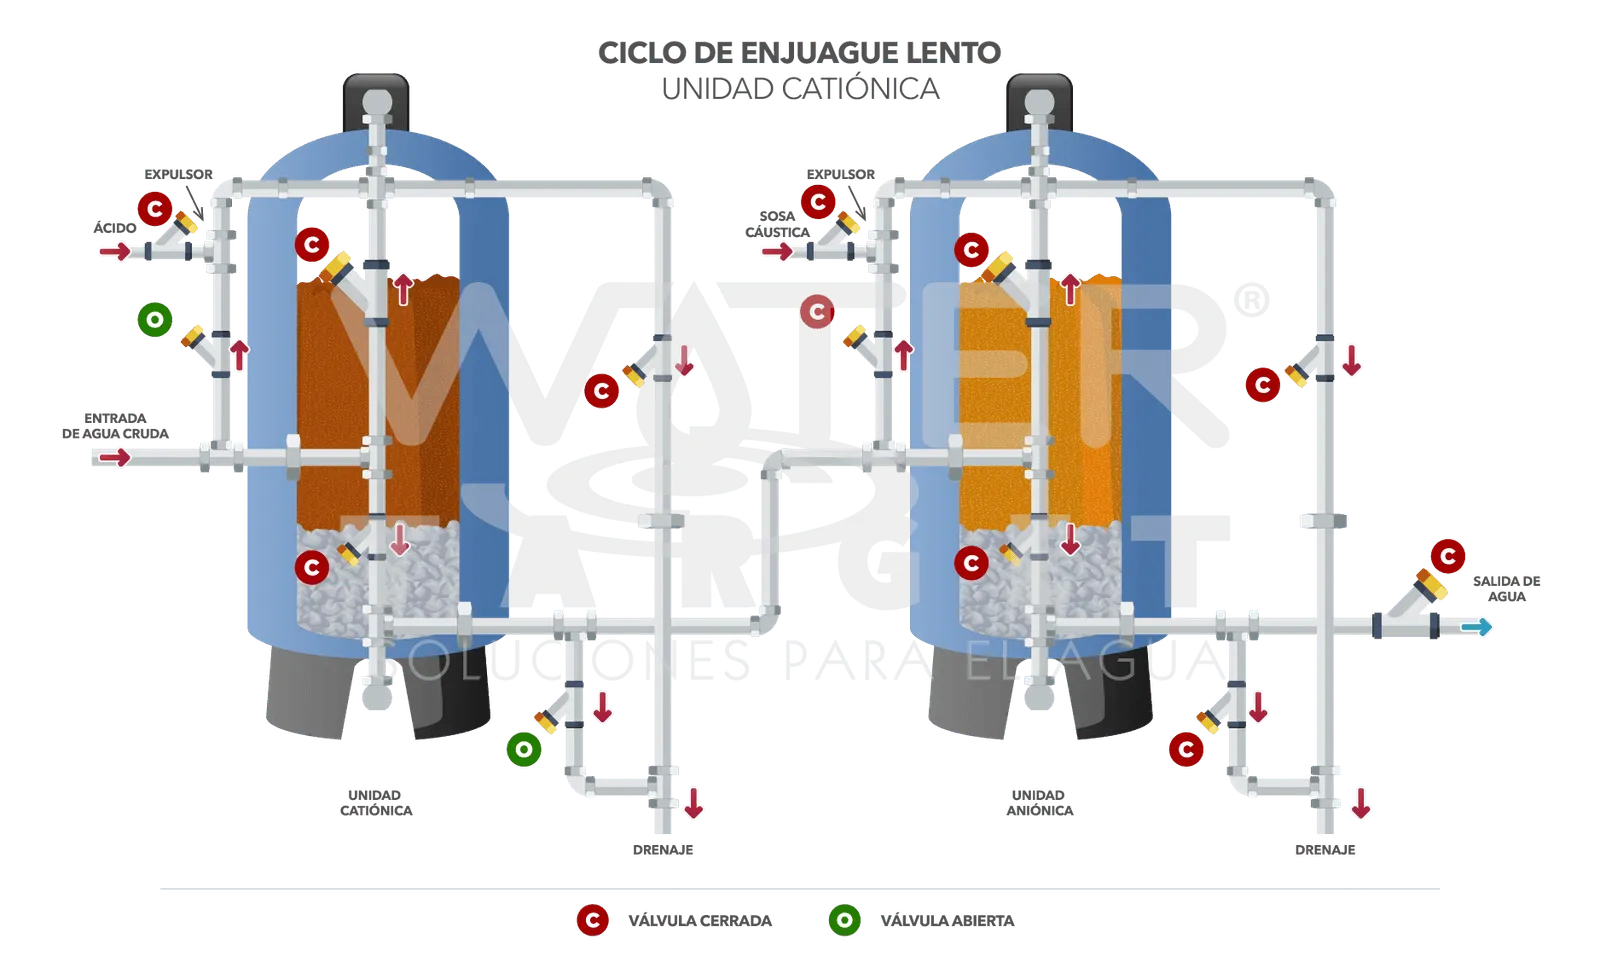 CICLO DE ENJUAGUE LENTO
UNIDAD CATIÓNICA
EXPULSOR
C
ÁCIDO
C
O
C
ENTRADA
DE AGUA CRUDA
C
O
UNIDAD
CATIÓNICA
DRENAJE
EXPULSOR
C
SOSA
CÁUSTICA
C
C
C
C
C
SALIDA DE
AGUA
C
UNIDAD
ANIÓNICA
DRENAJE
WATER®
TARGET
SOLUCIONES PARA EL AGUA
C VÁLVULA CERRADA
O VÁLVULA ABIERTA